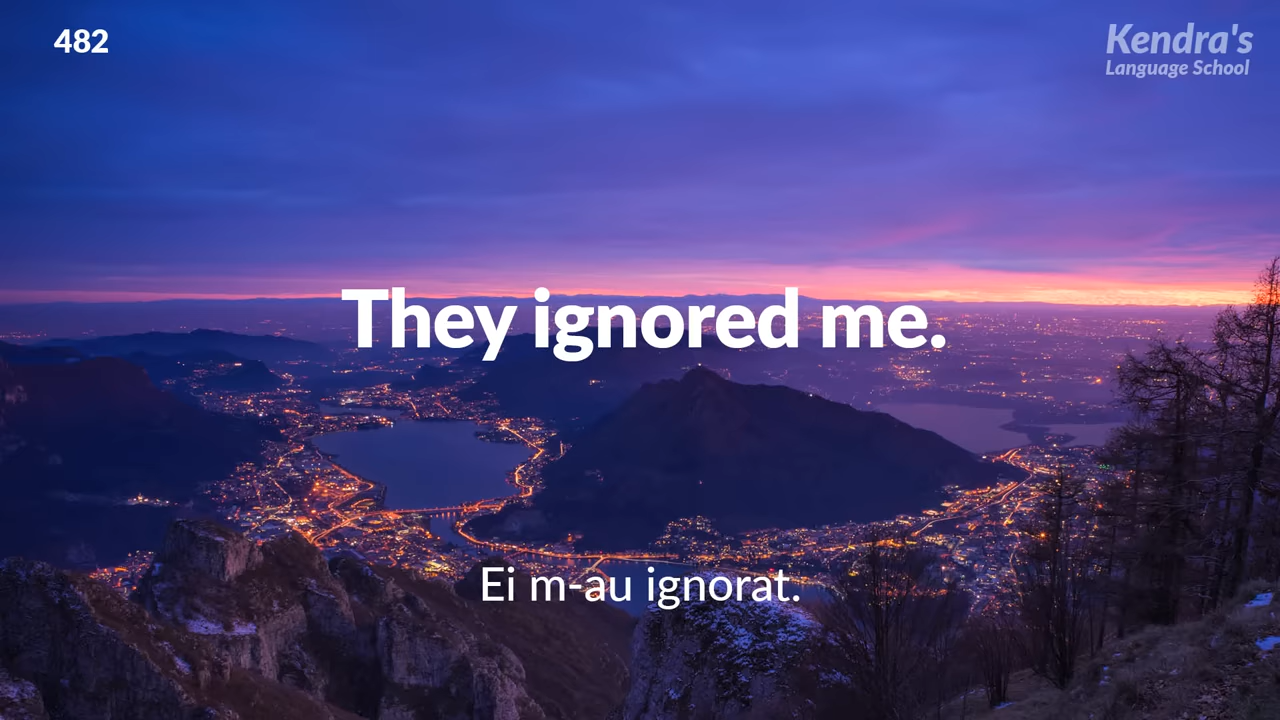 482
Kendra's
Language School
They ignored me.
Ei m-au ignorat.